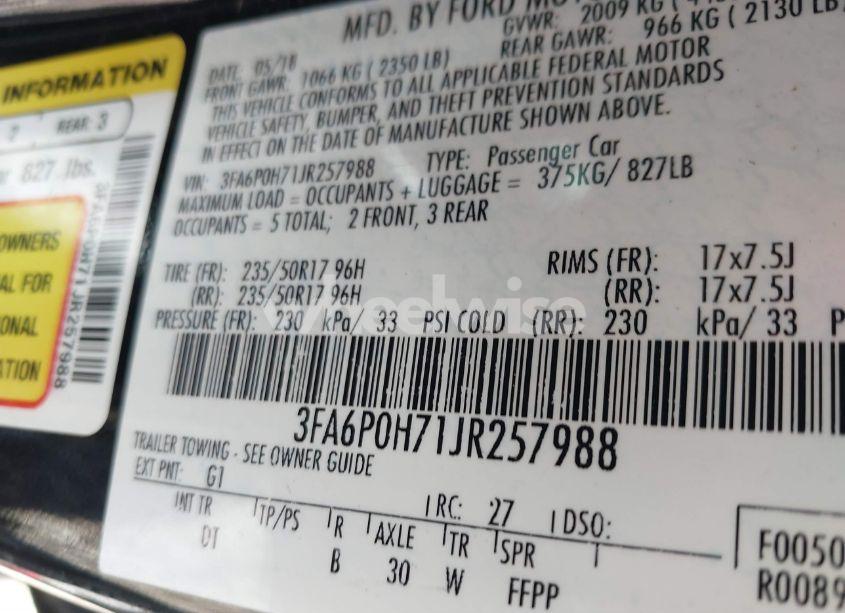 INFORMATION
REAR: 3
827 lbs.
3FA6P0H71JR257988
OWNERS
FOR
MFD. BY FORD
GVWR: 2009 KG
DATE: 05/18
FRONT GAWR: 1066 KG ( 2350 LB)
REAR GAWR: 966 KG ( 2130 LB)
THIS VEHICLE CONFORMS TO ALL APPLICABLE FEDERAL MOTOR
VEHICLE SAFETY, BUMPER, AND THEFT PREVENTION STANDARDS
IN EFFECT ON THE DATE OF MANUFACTURE SHOWN ABOVE.
VIN: 3FA6P0H71JR257988 TYPE: Passenger Car
MAXIMUM LOAD = OCCUPANTS + LUGGAGE = 375KG/ 827LB
OCCUPANTS = 5 TOTAL; 2 FRONT, 3 REAR
TIRE (FR): 235/50R17 96H RIMS (FR): 17x7.5J
(RR): 235/50R17 96H (RR): 17x7.5J
PRESSURE (FR): 230 kPa/ 33 PSI COLD (RR): 230 kPa/ 33 P
wheelwise
3FA6P0H71JR257988
TRAILER TOWING - SEE OWNER GUIDE
EXT PNT: G1
RC: 27 DSO:
INT TR TP/PS R AXLE TR SPR
DT B 30 W FFPP
F0050
R0089